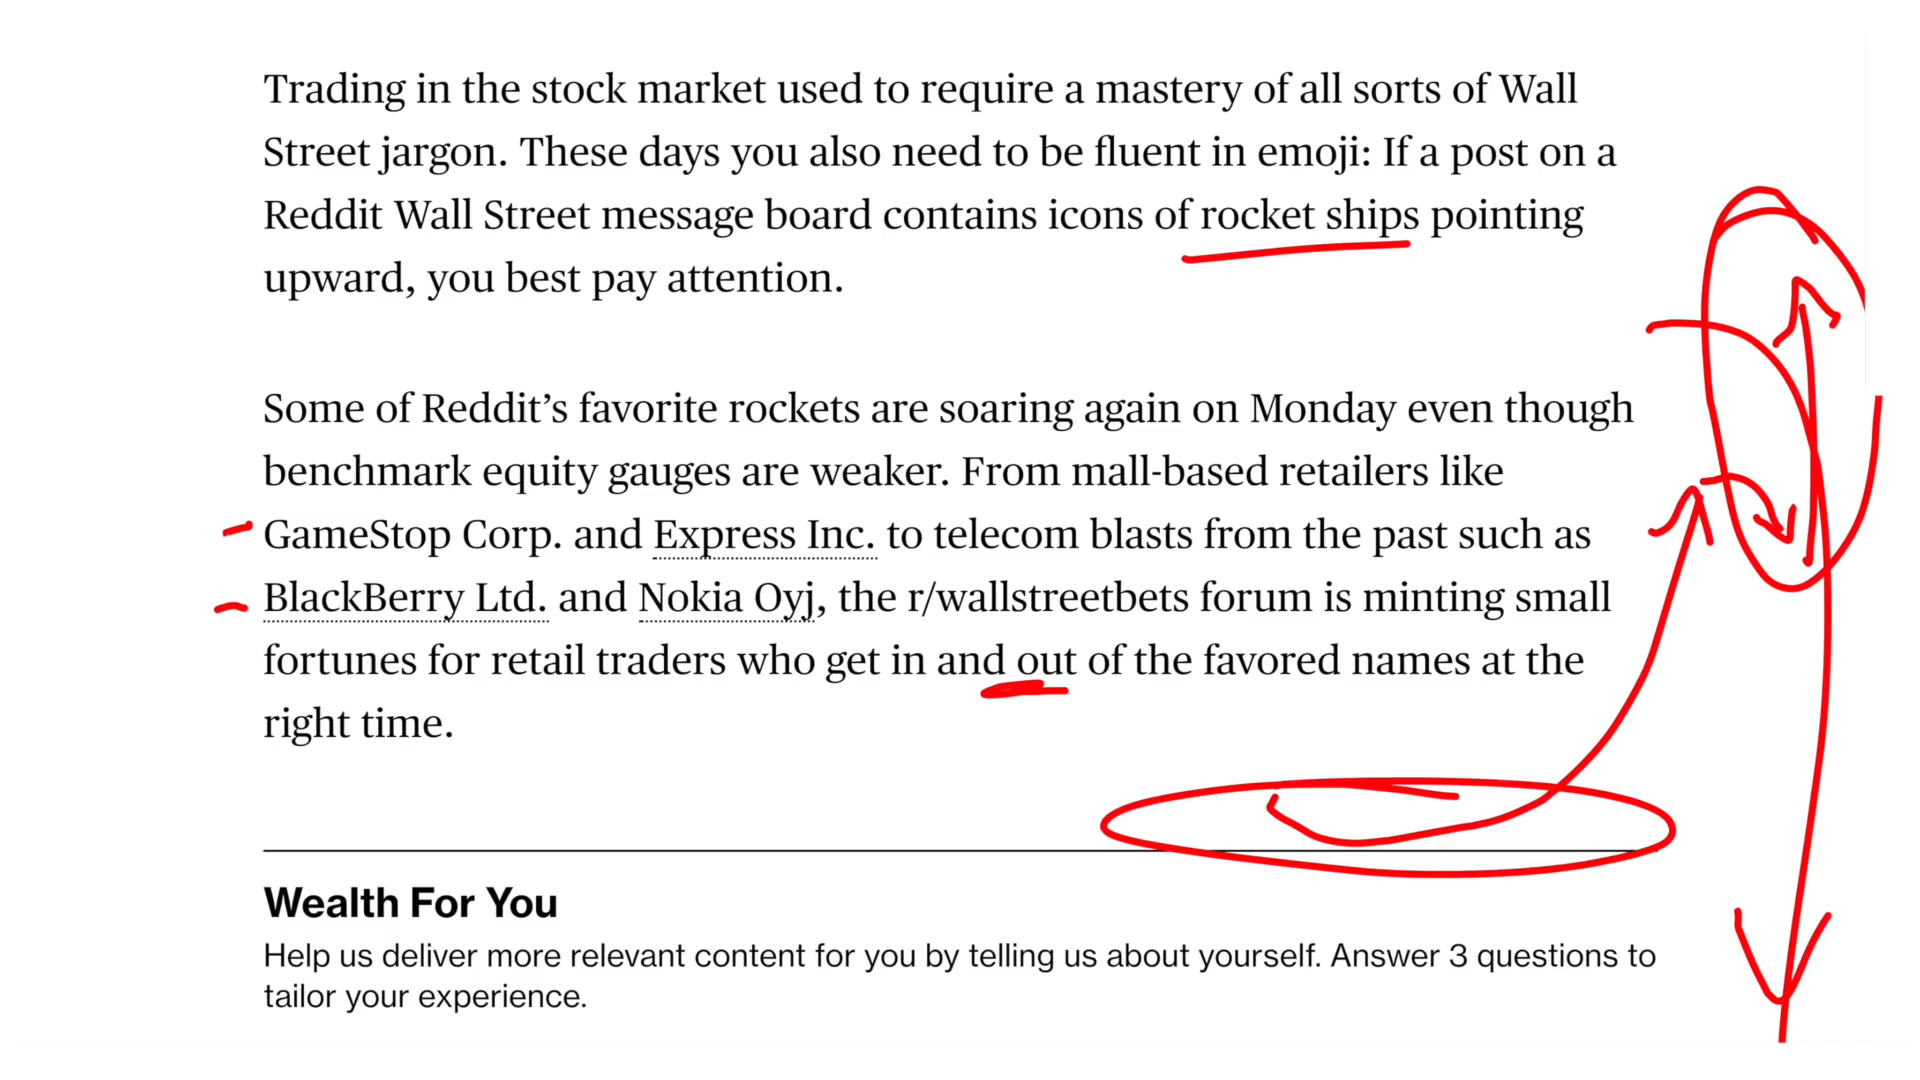 Trading in the stock market used to require a mastery of all sorts of Wall
Street jargon. These days you also need to be fluent in emoji: If a post on a
Reddit Wall Street message board contains icons of rocket ships pointing
upward, you best pay attention.
Some of Reddit’s favorite rockets are soaring again on Monday even though
benchmark equity gauges are weaker. From mall-based retailers like
GameStop Corp. and Express Inc. to telecom blasts from the past such as
BlackBerry Ltd. and Nokia Oyj, the r/wallstreetbets forum is minting small
fortunes for retail traders who get in and out of the favored names at the
right time.
Wealth For You
Help us deliver more relevant content for you by telling us about yourself. Answer 3 questions to
tailor your experience.